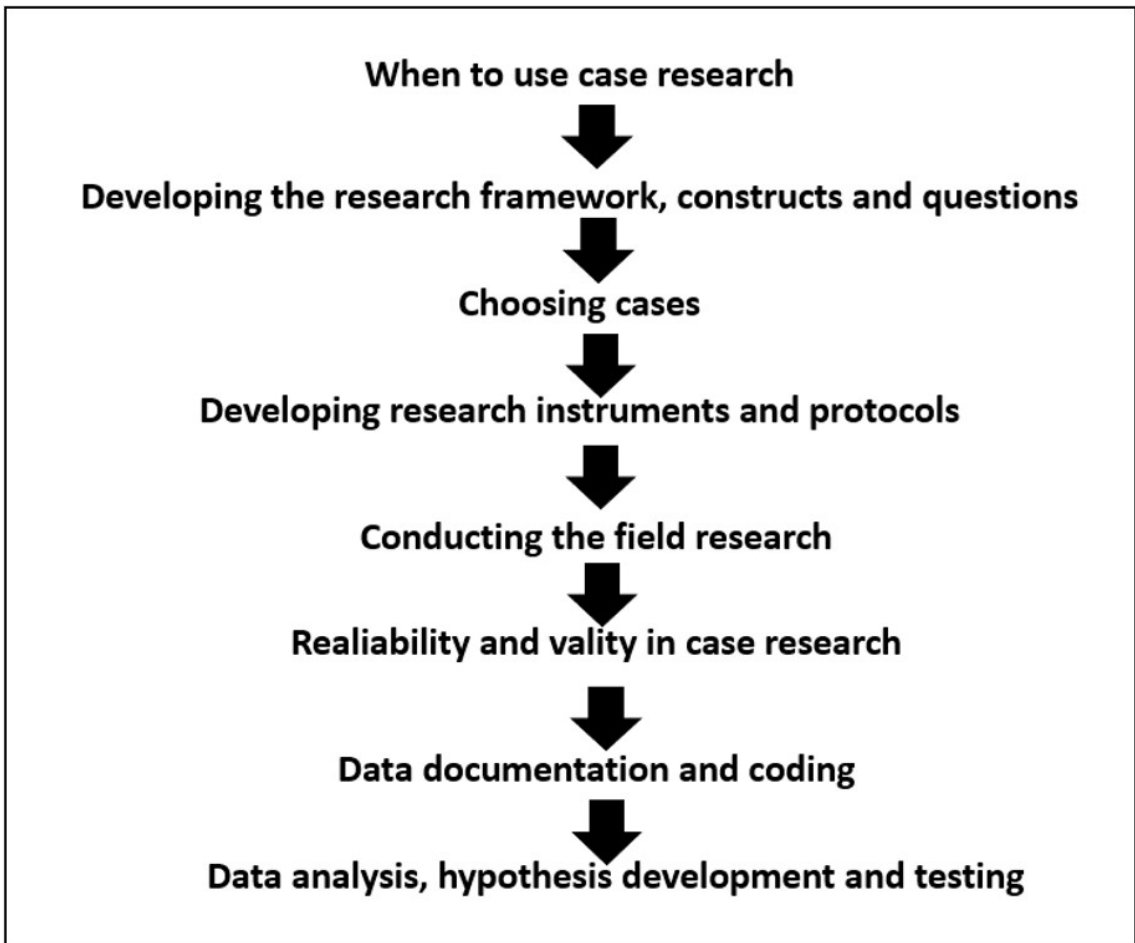 When to use case research
Developing the research framework, constructs and questions
Choosing cases
Developing research instruments and protocols
Conducting the field research
Realiability and vality in case research
Data documentation and coding
Data analysis, hypothesis development and testing